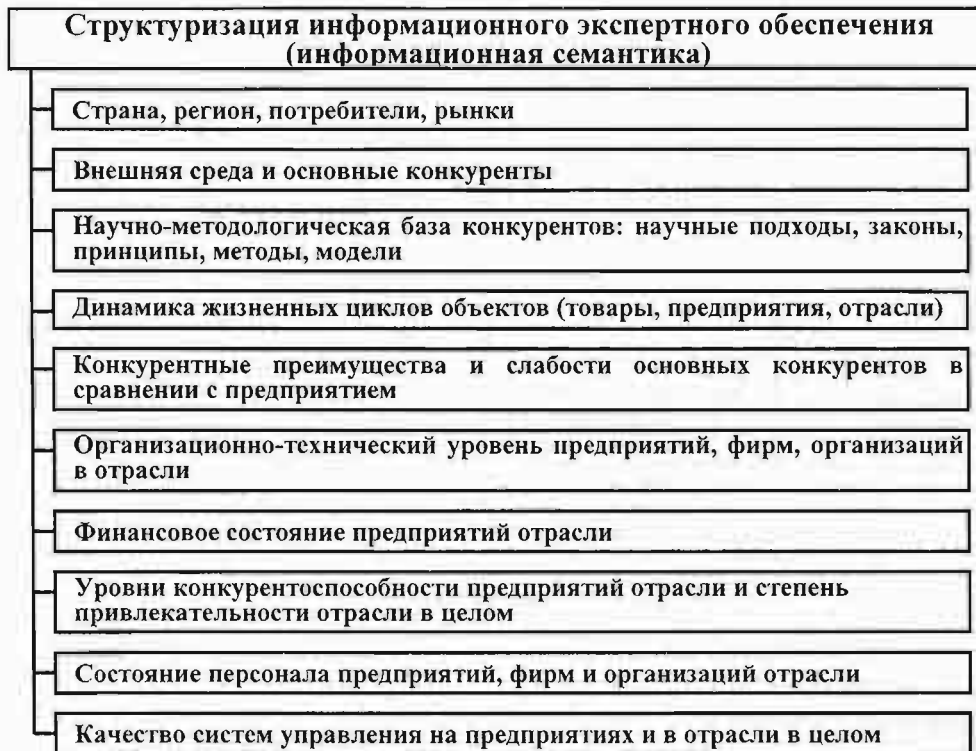 Структуризация информационного экспертного обеспечения
(информационная семантика)
Страна, регион, потребители, рынки
Внешняя среда и основные конкуренты
Научно-методологическая база конкурентов: научные подходы, законы,
принципы, методы, модели
Динамика жизненных циклов объектов (товары, предприятия, отрасли)
Конкурентные преимущества и слабости основных конкурентов в
сравнении с предприятием
Организационно-технический уровень предприятий, фирм, организаций
в отрасли
Финансовое состояние предприятий отрасли
Уровни конкурентоспособности предприятий отрасли и степень
привлекательности отрасли в целом
Состояние персонала предприятий, фирм и организаций отрасли
Качество систем управления на предприятиях и в отрасли в целом